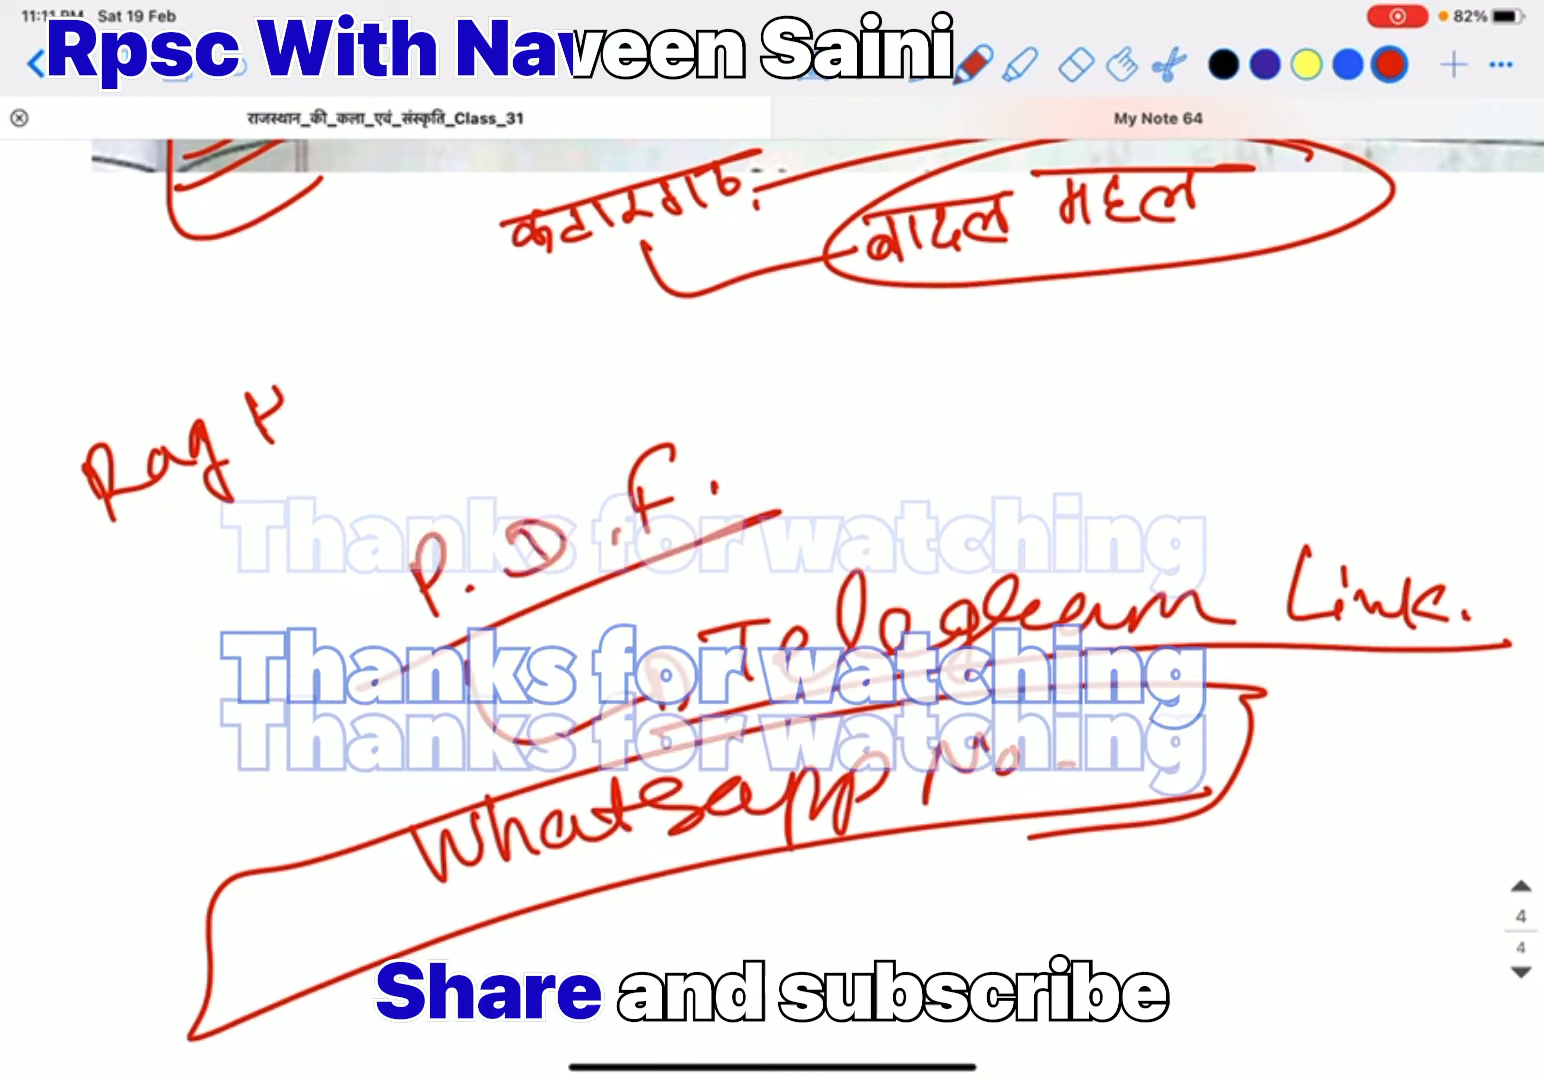 11:11 PM Sat 19 Feb
82%
Rpsc With Naveen Saini
राजस्थान_की_कला_एवं_संस्कृति_Class_31
My Note 64
कटारगढ़
बादल महल
P.D.F.
Thanks for watching
Telegram Link.
Thanks for watching
Thanks for watching
Whatsapp No.
4
4
Share and subscribe